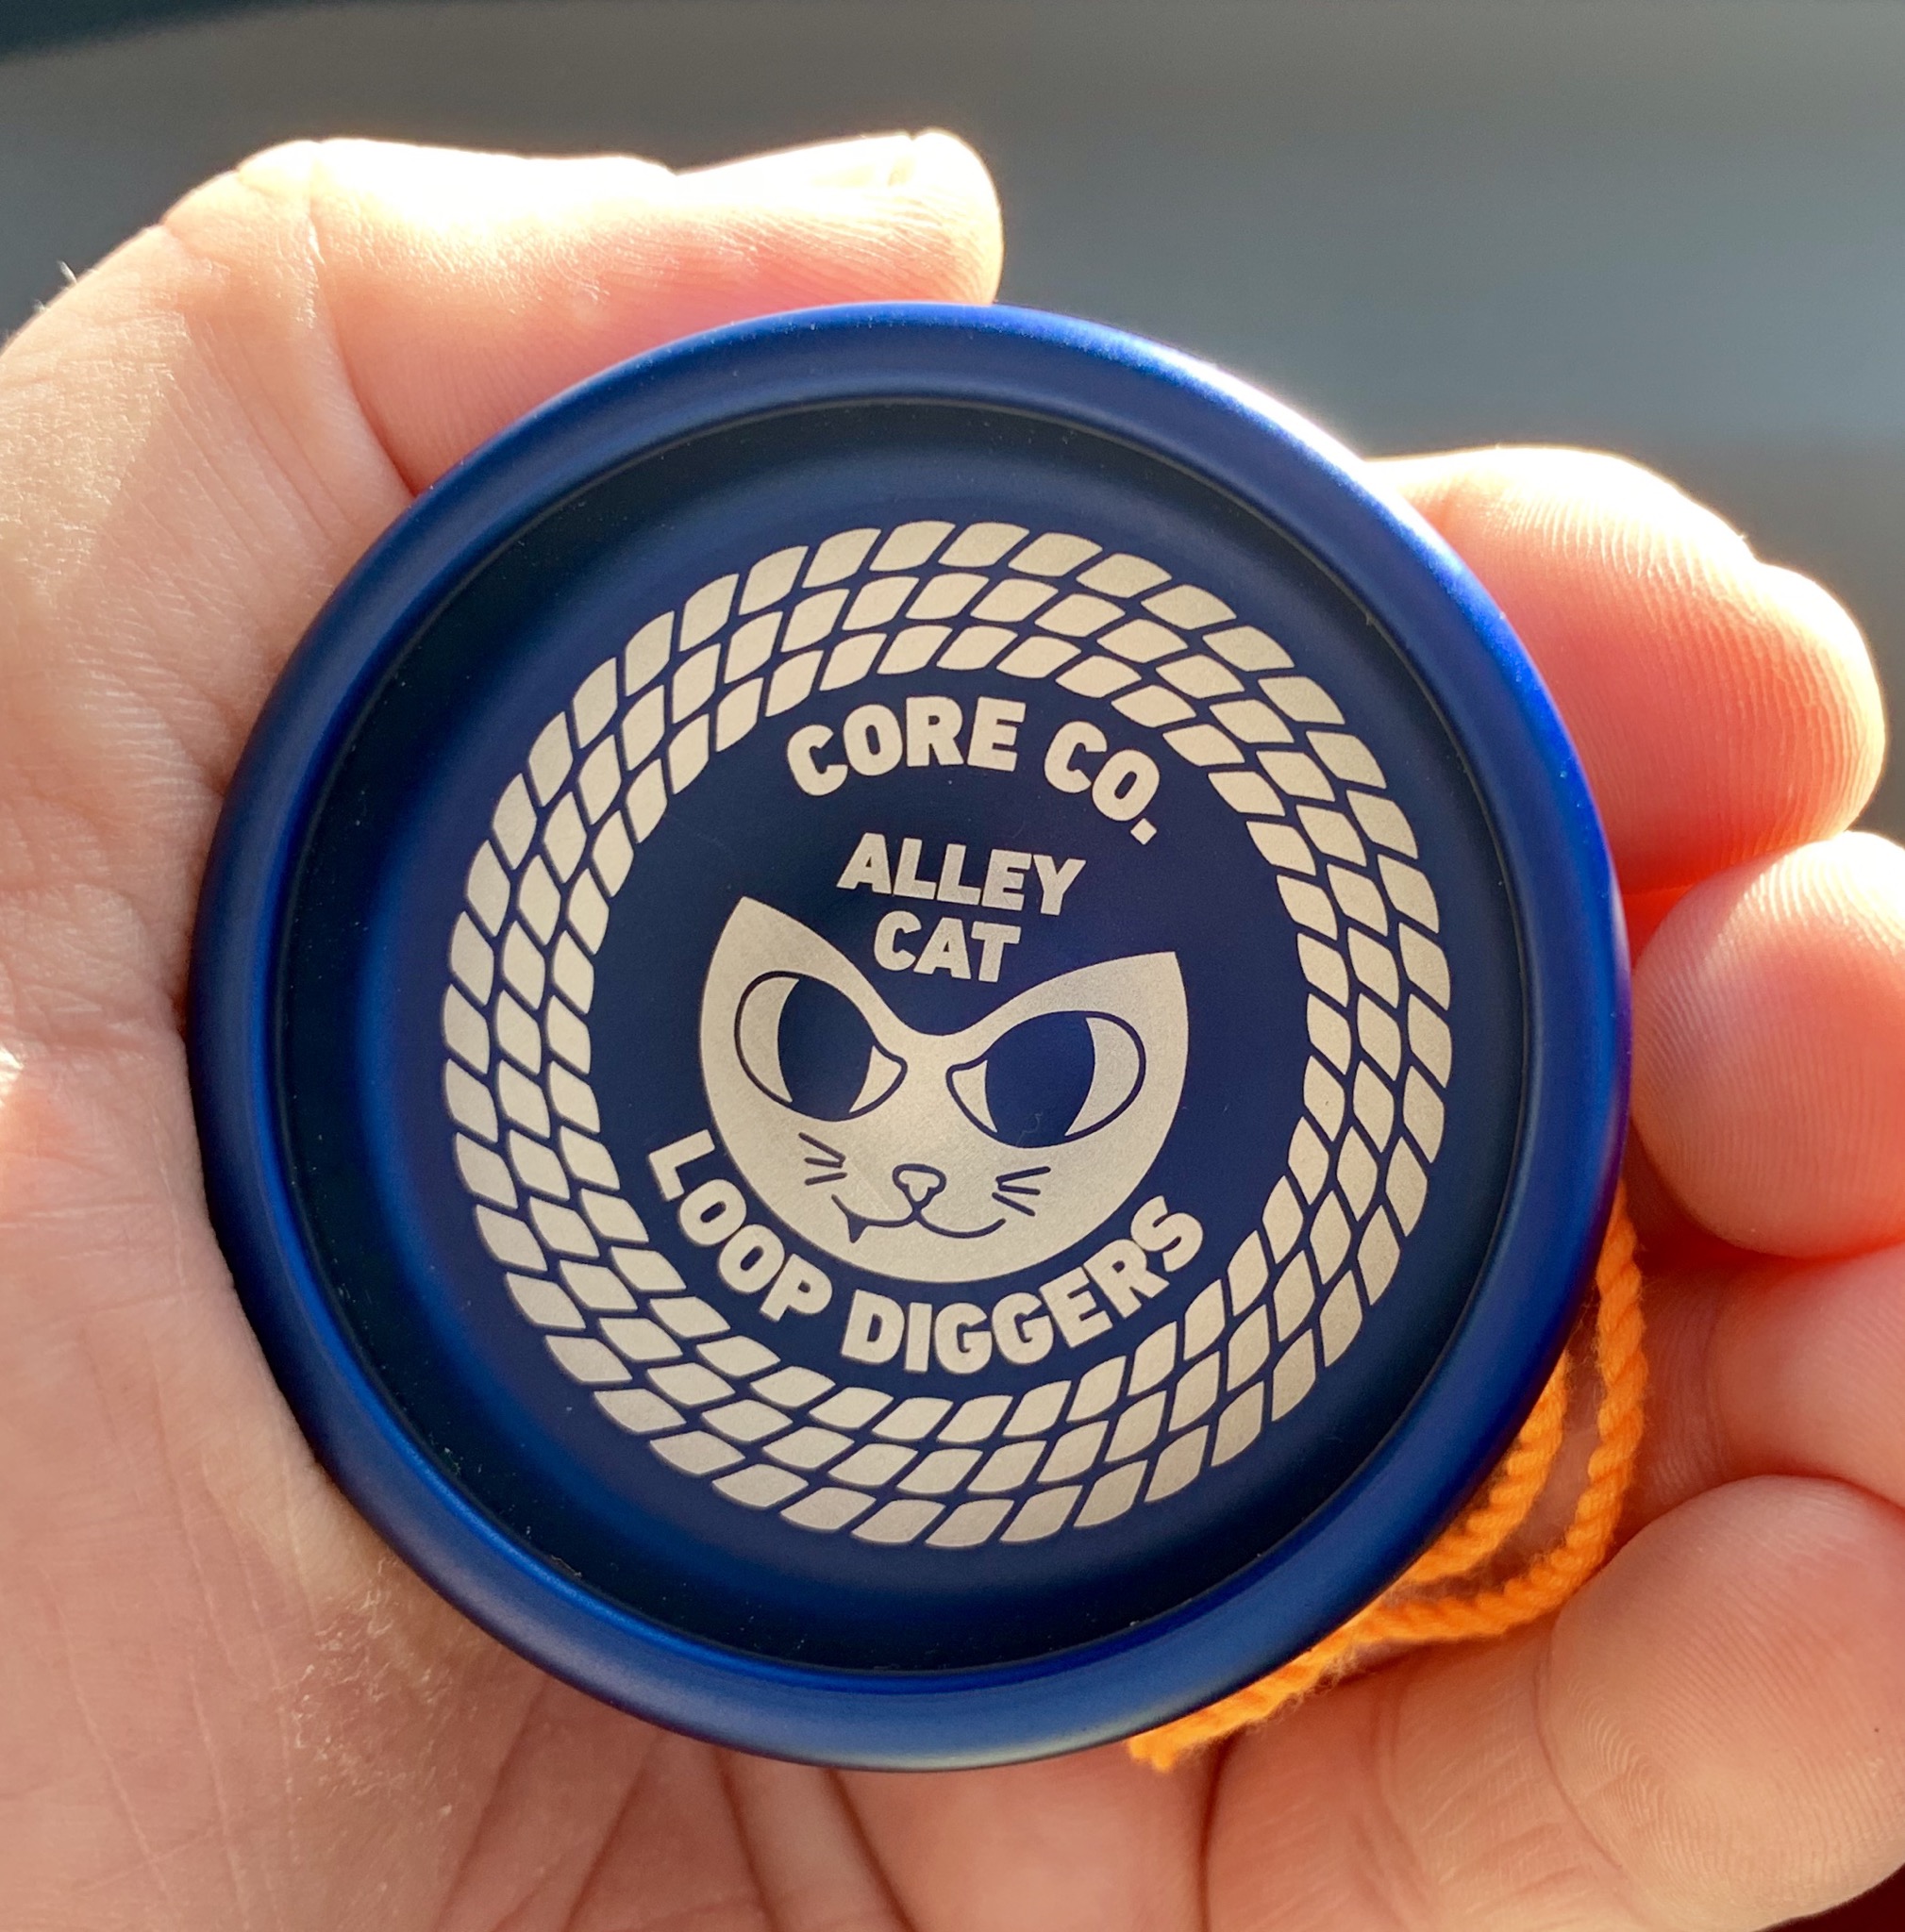 CORE CO.
ALLEY
CAT
LOOP DIGGERS